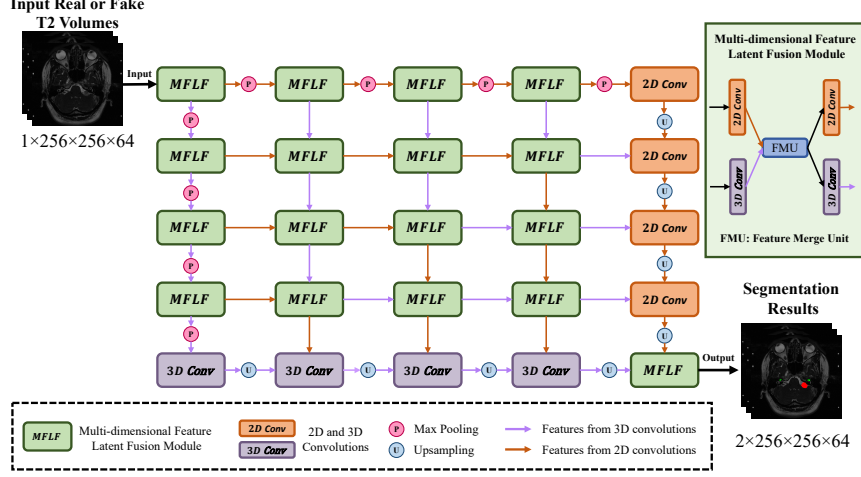 Input Real or Fake
T2 Volumes
Input
1×256×256×64
MFLF
P
MFLF
P
MFLF
P
MFLF
P
2D Conv
P
U
MFLF
MFLF
MFLF
MFLF
2D Conv
P
U
MFLF
MFLF
MFLF
MFLF
2D Conv
P
U
MFLF
MFLF
MFLF
MFLF
2D Conv
P
U
3D Conv
U
3D Conv
U
3D Conv
U
3D Conv
U
MFLF
Output
Multi-dimensional Feature
Latent Fusion Module
2D Conv
2D Conv
FMU
3D Conv
3D Conv
FMU: Feature Merge Unit
Segmentation
Results
2×256×256×64
MFLF
Multi-dimensional Feature
Latent Fusion Module
2D Conv
3D Conv
2D and 3D
Convolutions
P
Max Pooling
U
Upsampling
Features from 3D convolutions
Features from 2D convolutions